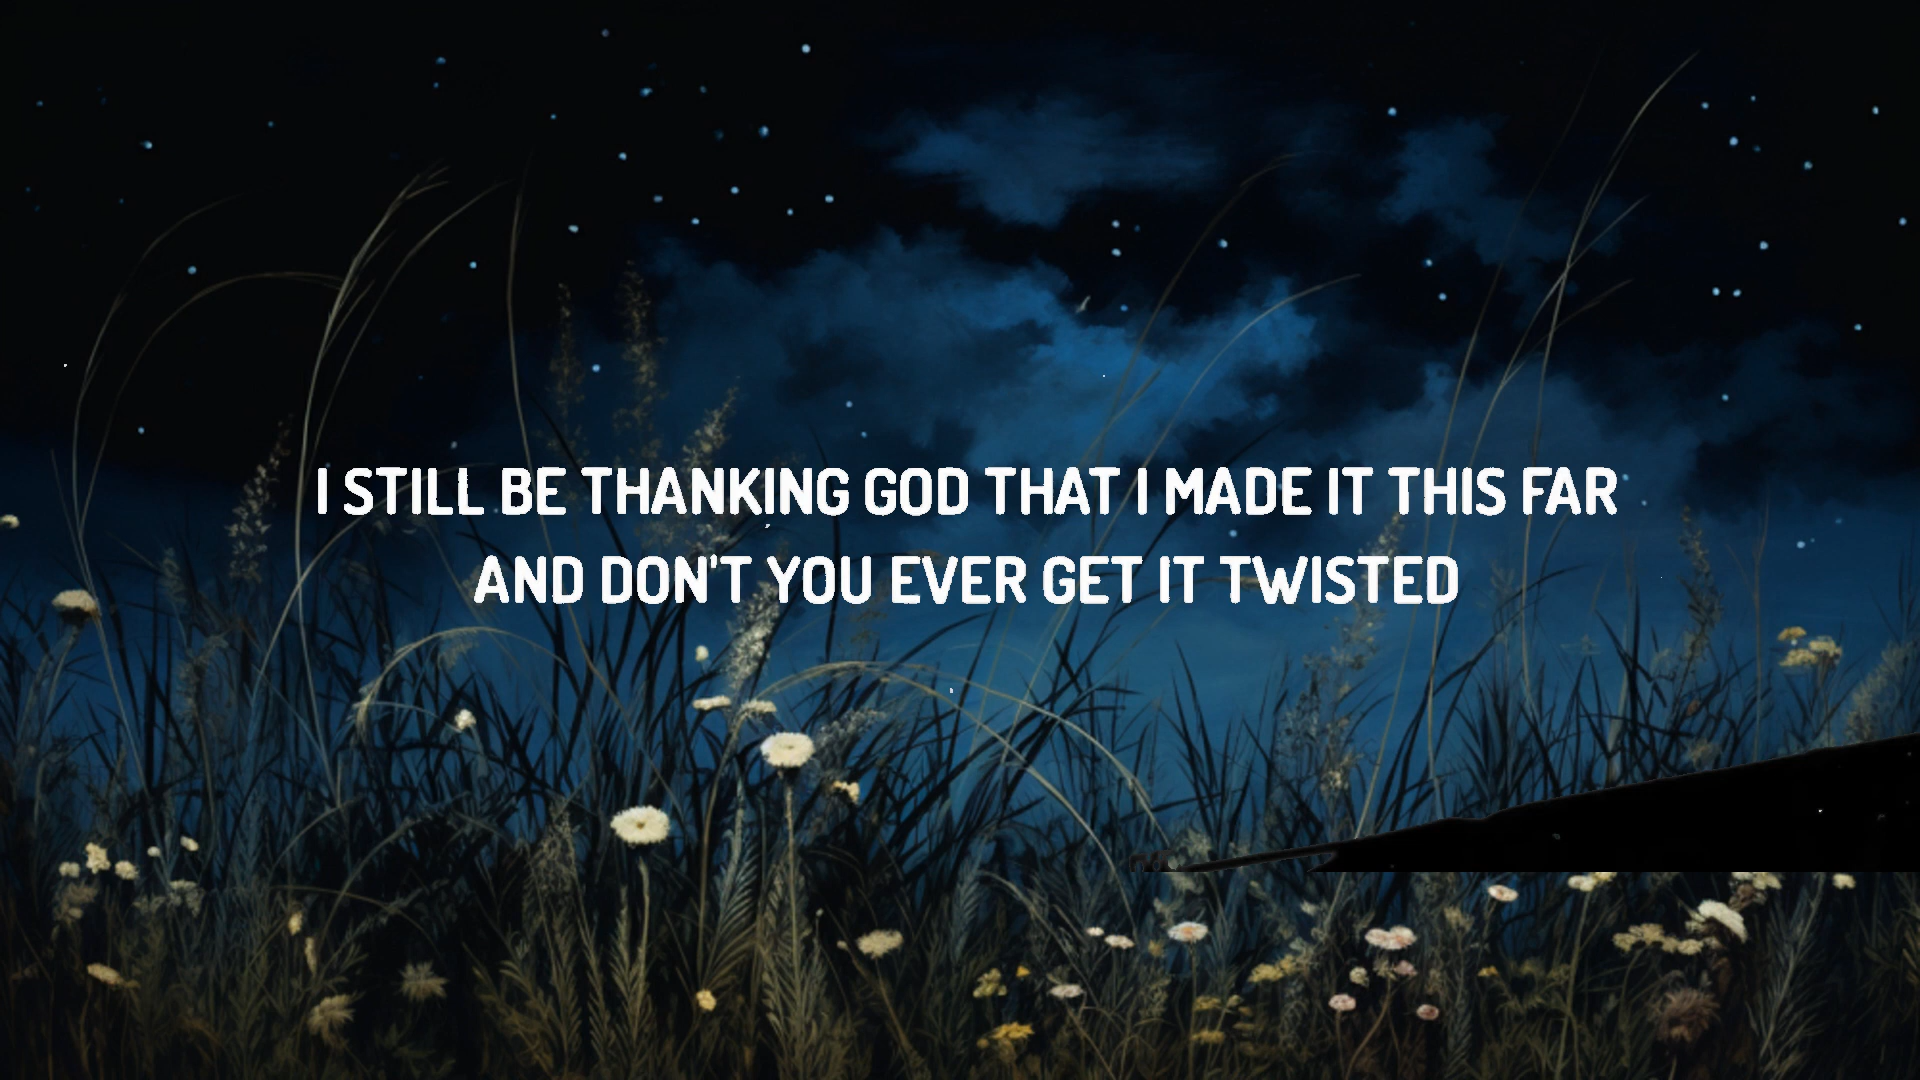 I STILL BE THANKING GOD THAT I MADE IT THIS FAR
AND DON'T YOU EVER GET IT TWISTED